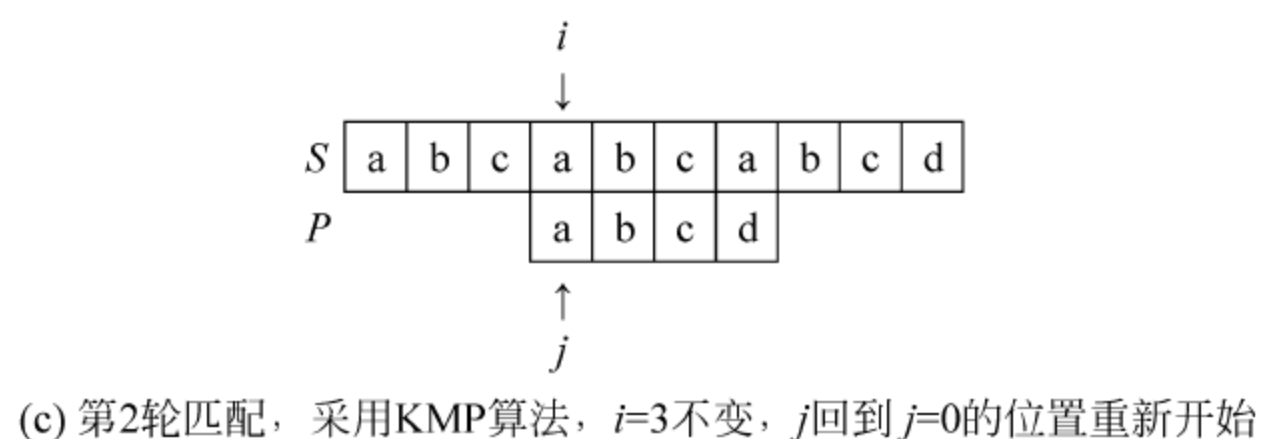 i
↓
S a b c a b c a b c d
P a b c d
↑
j
(c) 第2轮匹配，采用KMP算法，i=3不变，j回到 j=0的位置重新开始